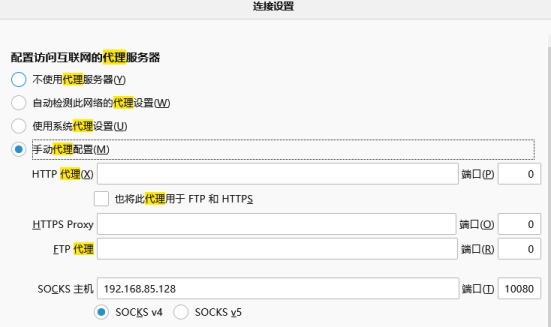 连接设置
配置访问互联网的代理服务器
不使用代理服务器(Y)
自动检测此网络的代理设置(W)
使用系统代理设置(U)
手动代理配置(M)
HTTP 代理(X) 端口(P) 0
也将此代理用于 FTP 和 HTTPS
HTTPS Proxy 端口(O) 0
FTP 代理 端口(R) 0
SOCKS 主机 192.168.85.128 端口(T) 10080
SOCKS v4 SOCKS v5